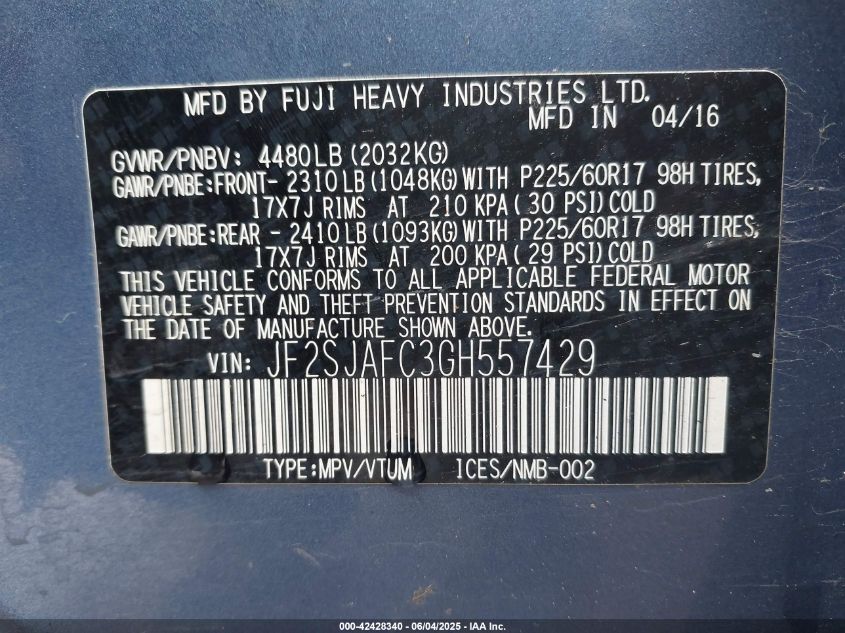 MFD BY FUJI HEAVY INDUSTRIES LTD.
MFD IN 04/16
GVWR/PNBV: 4480LB (2032KG)
GAWR/PNBE:FRONT- 2310LB (1048KG) WITH P225/60R17 98H TIRES,
17X7J RIMS AT 210 KPA( 30 PSI)COLD
GAWR/PNBE:REAR - 2410LB (1093KG) WITH P225/60R17 98H TIRES,
17X7J RIMS AT 200 KPA( 29 PSI)COLD
THIS VEHICLE CONFORMS TO ALL APPLICABLE FEDERAL MOTOR
VEHICLE SAFETY AND THEFT PREVENTION STANDARDS IN EFFECT ON
THE DATE OF MANUFACTURE SHOWN ABOVE.
VIN: JF2SJAFC3GH557429
TYPE:MPV/VTUM ICES/NMB-002
000-42428340 - 06/04/2025 - IAA Inc.